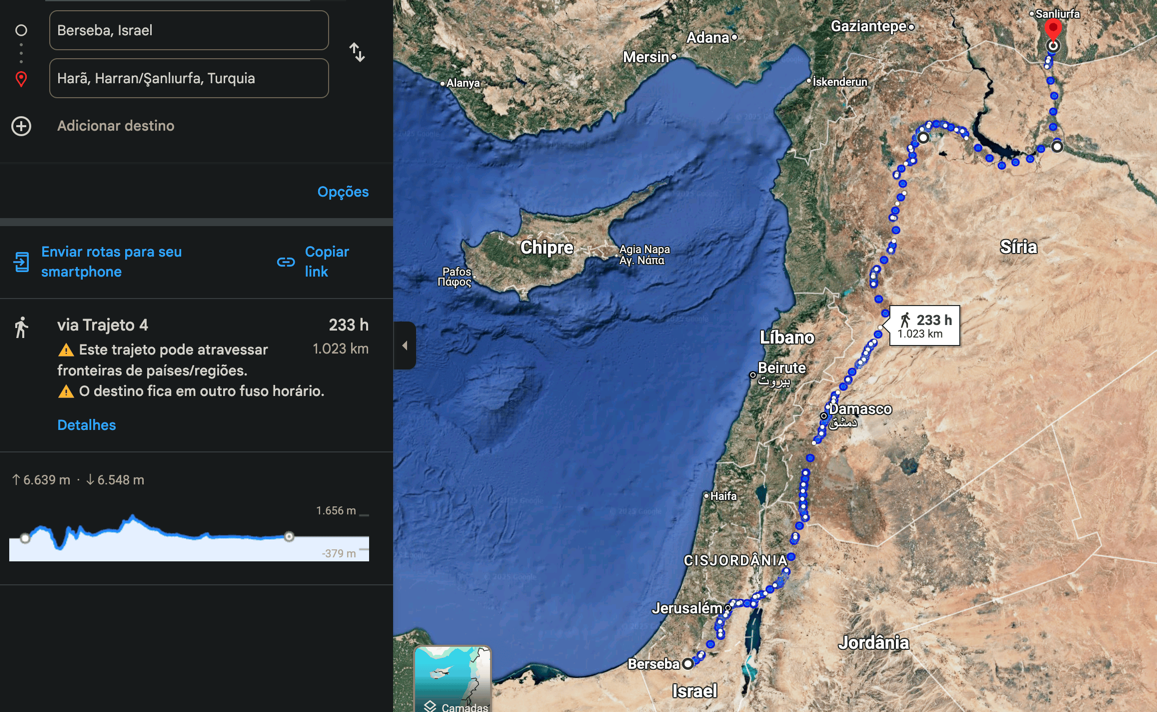 Berseba, Israel
Harã, Harran/Şanlıurfa, Turquia
Adicionar destino
Opções
Enviar rotas para seu
smartphone
Copiar
link
via Trajeto 4
233 h
Este trajeto pode atravessar
fronteiras de países/regiões.
1.023 km
O destino fica em outro fuso horário.
Detalhes
↑ 6.639 m · ↓ 6.548 m
1.656 m
-379 m
Sanliurfa
Gaziantepe
Adana
Mersin
Alanya
İskenderun
Síria
Chipre
Agia Napa
Αγ. Νάπα
Pafos
Πάφος
233 h
1.023 km
Líbano
Beirute
بيروت
Damasco
دمشق
Haifa
CISJORDÂNIA
Jerusalém
Jordânia
Berseba
Israel
Camadas